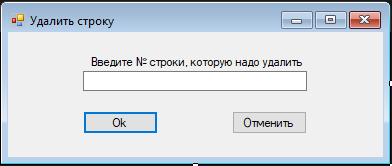 Удалить строку
Введите № строки, которую надо удалить
Ok
Отменить